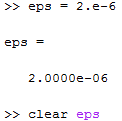 >> eps = 2.e-6
eps =
2.0000e-06
>> clear eps